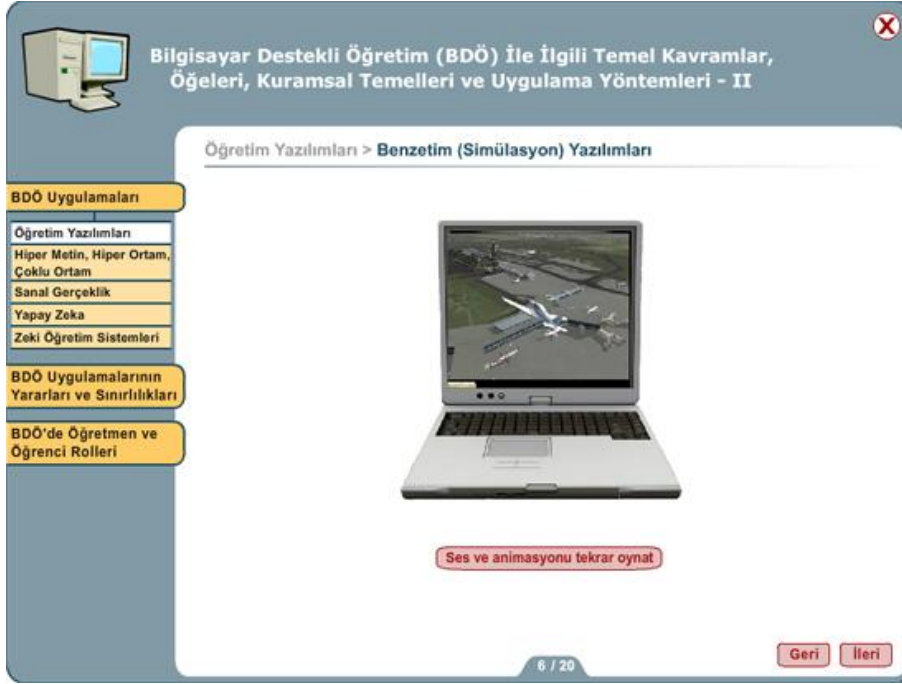 Bilgisayar Destekli Öğretim (BDÖ) İle İlgili Temel Kavramlar,
Öğeleri, Kuramsal Temelleri ve Uygulama Yöntemleri - II
Öğretim Yazılımları > Benzetim (Simülasyon) Yazılımları
BDÖ Uygulamaları
Öğretim Yazılımları
Hiper Metin, Hiper Ortam,
Çoklu Ortam
Sanal Gerçeklik
Yapay Zeka
Zeki Öğretim Sistemleri
BDÖ Uygulamalarının
Yararları ve Sınırlılıkları
BDÖ'de Öğretmen ve
Öğrenci Rolleri
Ses ve animasyonu tekrar oynat
6 / 20
Geri
İleri